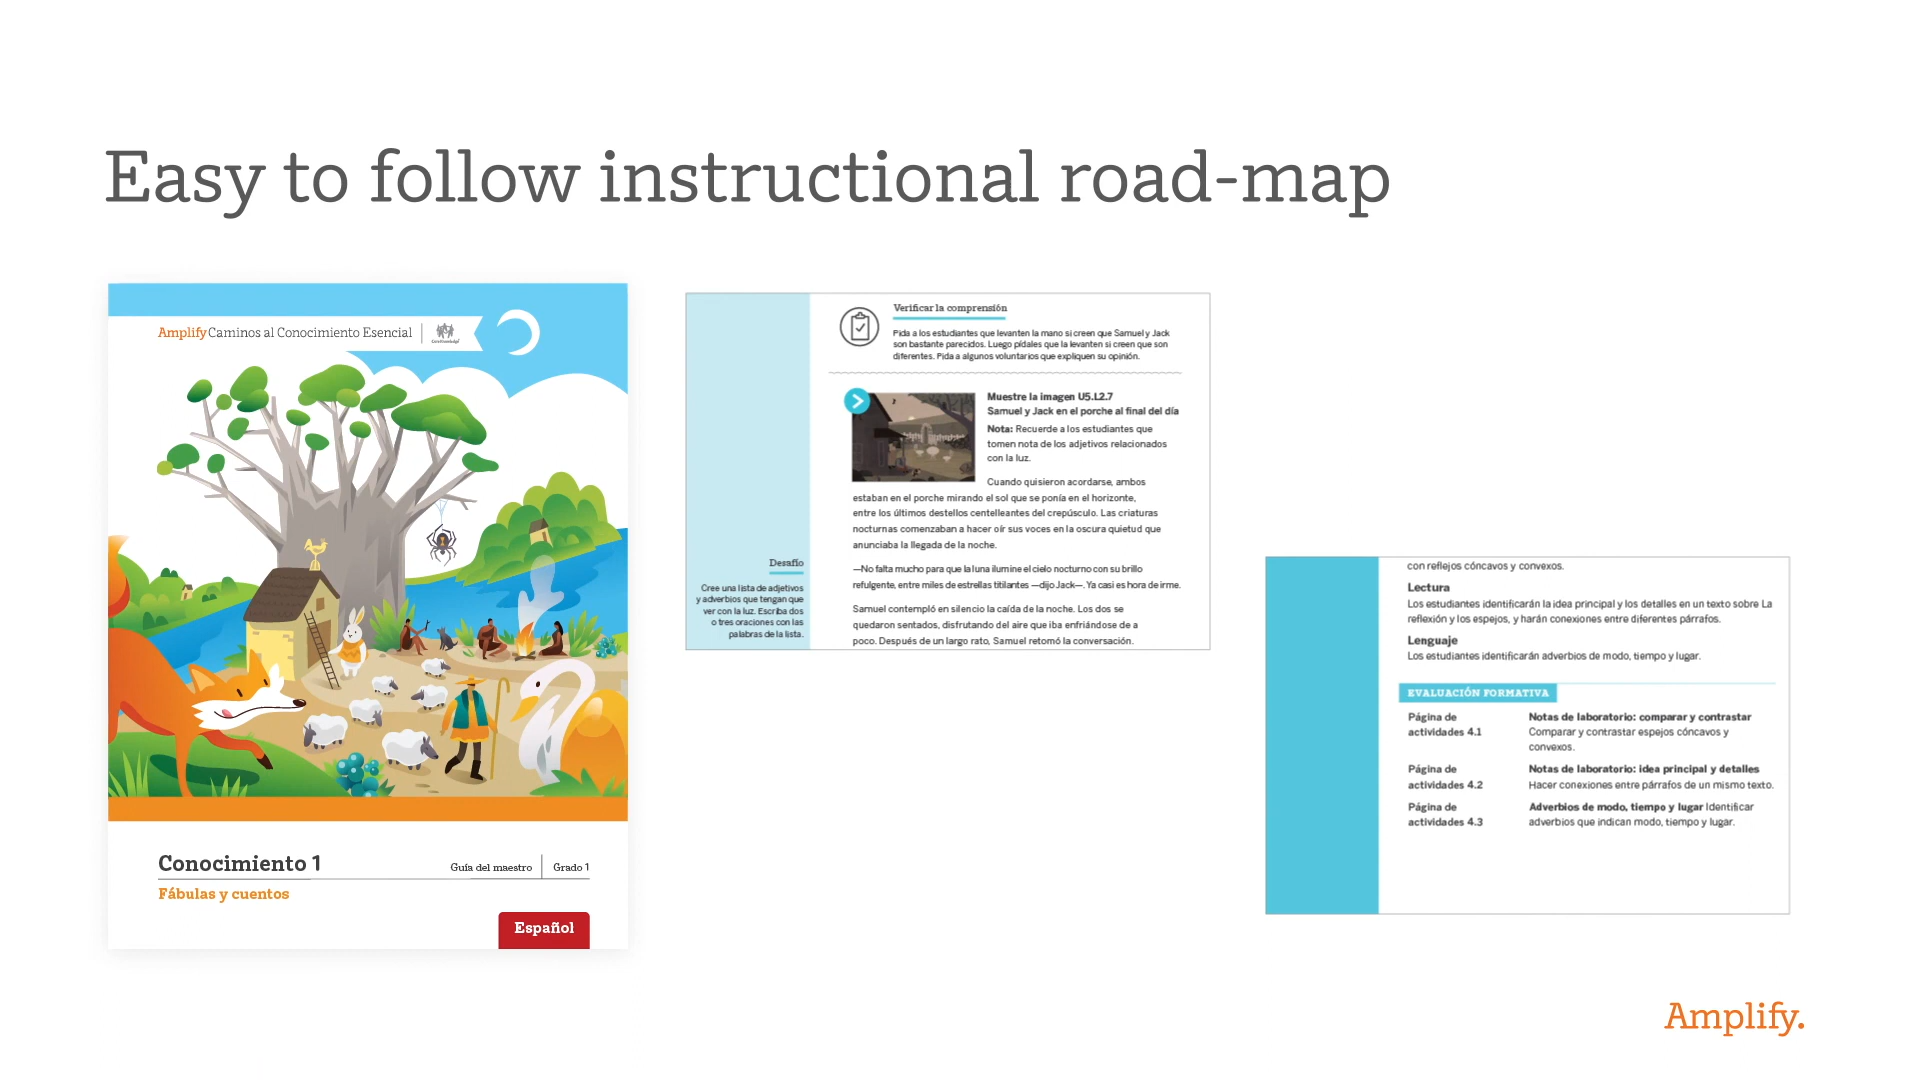 Easy to follow instructional road-map
Amplify Caminos al Conocimiento Esencial
Conocimiento 1
Guía del maestro
Grado 1
Fábulas y cuentos
Español
Verificar la comprensión
Pida a los estudiantes que levanten la mano si creen que Samuel y Jack
son bastante parecidos. Luego pídales que la levanten si creen que son
diferentes. Pida a algunos voluntarios que expliquen su opinión.
Muestre la imagen U5.L2.7
Samuel y Jack en el porche al final del día
Nota: Recuerde a los estudiantes que
tomen nota de los adjetivos relacionados
con la luz.
Cuando quisieron acordarse, ambos
estaban en el porche mirando el sol que se ponía en el horizonte,
entre los últimos destellos centelleantes del crepúsculo. Las criaturas
nocturnas comenzaban a hacer oír sus voces en la oscura quietud que
anunciaba la llegada de la noche.
—No falta mucho para que la luna ilumine el cielo nocturno con su brillo
refulgente, entre miles de estrellas titilantes —dijo Jack—. Ya casi es hora de irme.
Samuel contempló en silencio la caída de la noche. Los dos se
quedaron sentados, disfrutando del aire que iba enfriándose de a
poco. Después de un largo rato, Samuel retomó la conversación.
Desafío
Cree una lista de adjetivos
y adverbios que tengan que
ver con la luz. Escriba dos
o tres oraciones con las
palabras de la lista.
con reflejos cóncavos y convexos.
Lectura
Los estudiantes identificarán la idea principal y los detalles en un texto sobre La
reflexión y los espejos, y harán conexiones entre diferentes párrafos.
Lenguaje
Los estudiantes identificarán adverbios de modo, tiempo y lugar.
EVALUACIÓN FORMATIVA
Página de
actividades 4.1
Notas de laboratorio: comparar y contrastar
Comparar y contrastar espejos cóncavos y
convexos.
Página de
actividades 4.2
Notas de laboratorio: idea principal y detalles
Hacer conexiones entre párrafos de un mismo texto.
Página de
actividades 4.3
Adverbios de modo, tiempo y lugar Identificar
adverbios que indican modo, tiempo y lugar.
Amplify.